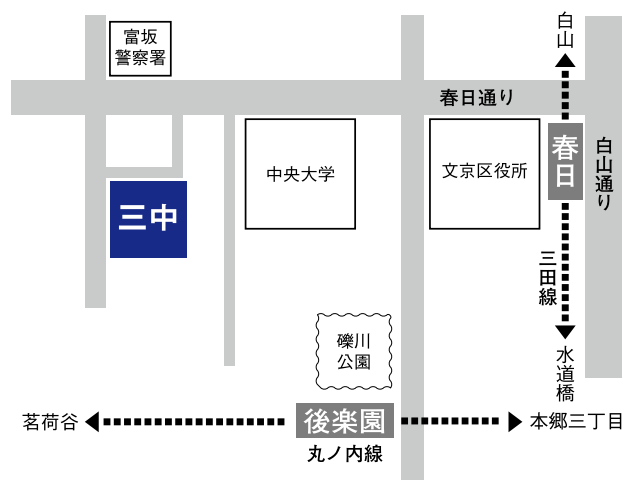 白山
富坂
警察署
春日通り
春日
白山通り
中央大学
文京区役所
三中
三田線
礫川
公園
水道橋
茗荷谷
後楽園
本郷三丁目
丸ノ内線